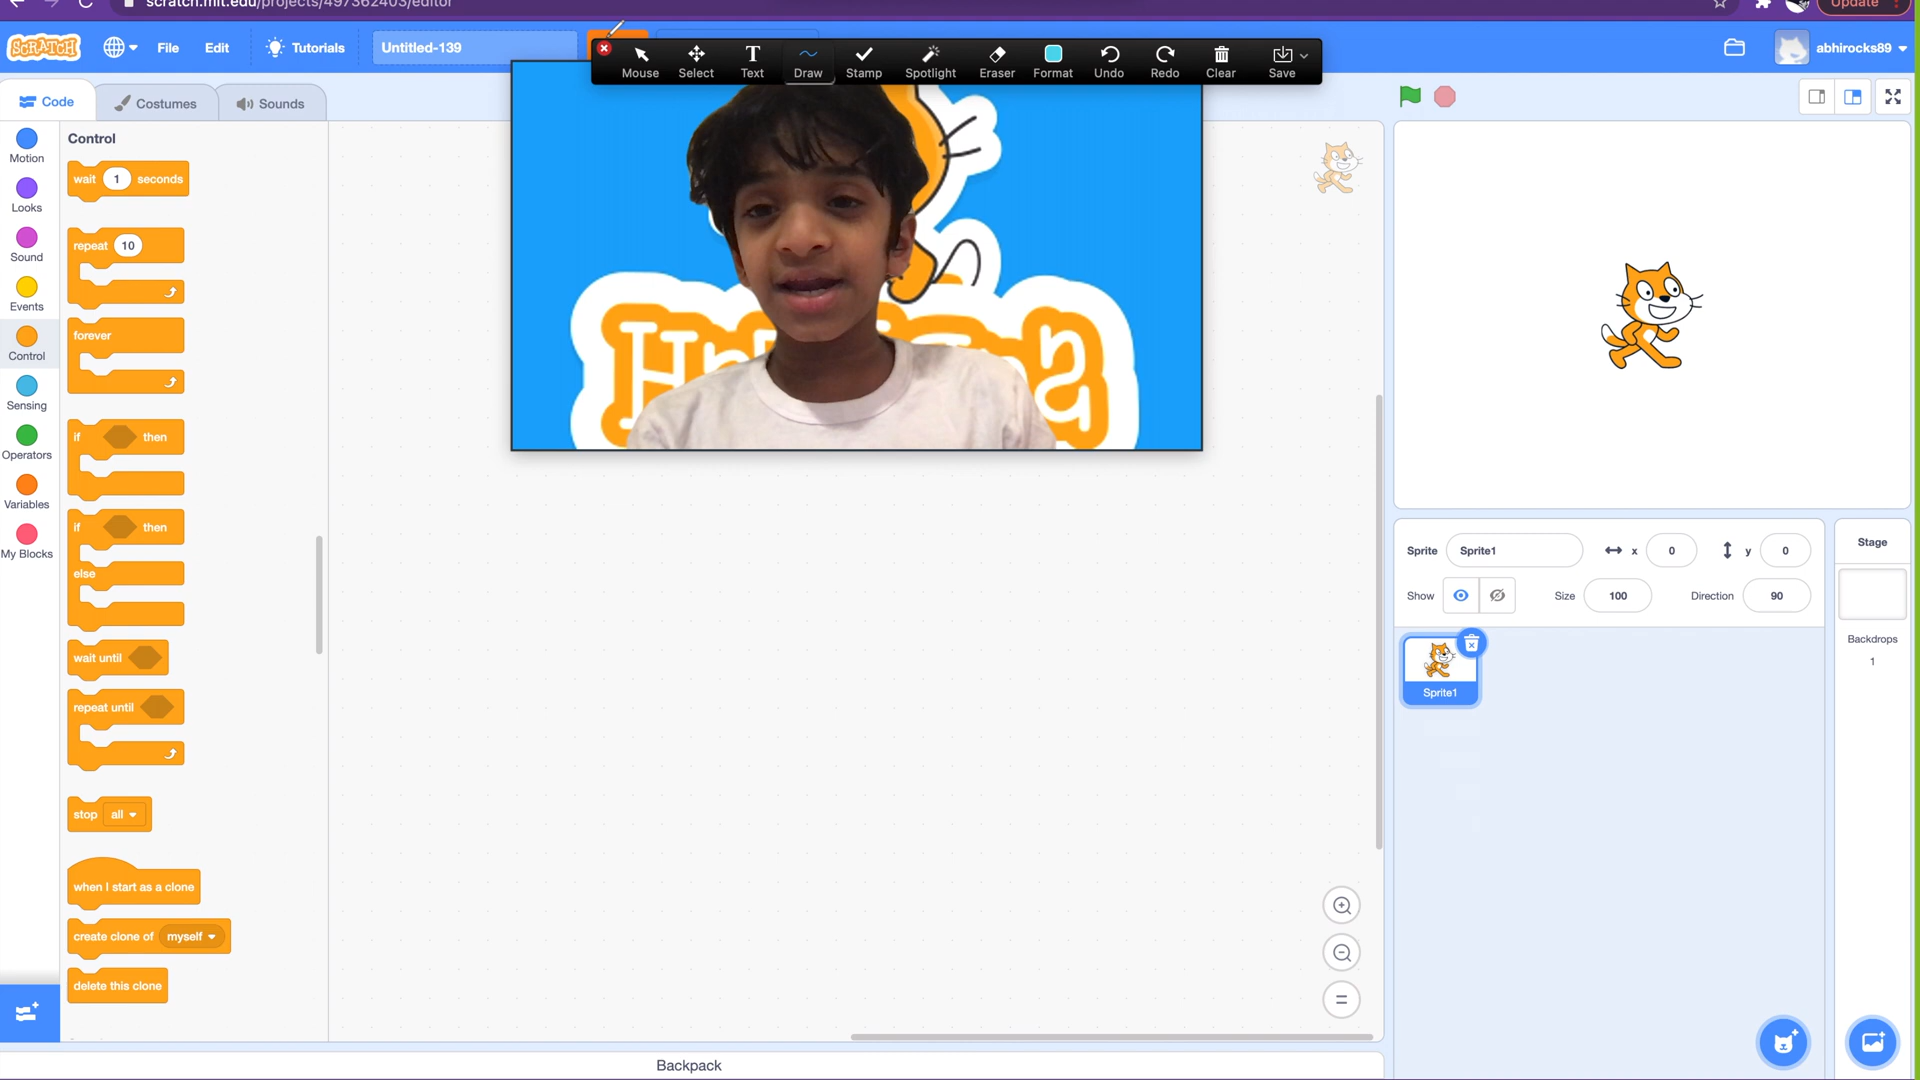 scratch.mit.edu/projects/497362403/editor
Update
SCRATCH
File
Edit
Tutorials
Untitled-139
Mouse
Select
Text
Draw
Stamp
Spotlight
Eraser
Format
Undo
Redo
Clear
Save
abhirocks89
Code
Costumes
Sounds
Motion
Looks
Sound
Events
Control
Sensing
Operators
Variables
My Blocks
Control
wait 1 seconds
repeat 10
forever
if then
if then
else
wait until
repeat until
stop all
when I start as a clone
create clone of myself
delete this clone
Sprite Sprite1 x 0 y 0
Show Size 100 Direction 90
Sprite1
Stage
Backdrops
1
Backpack